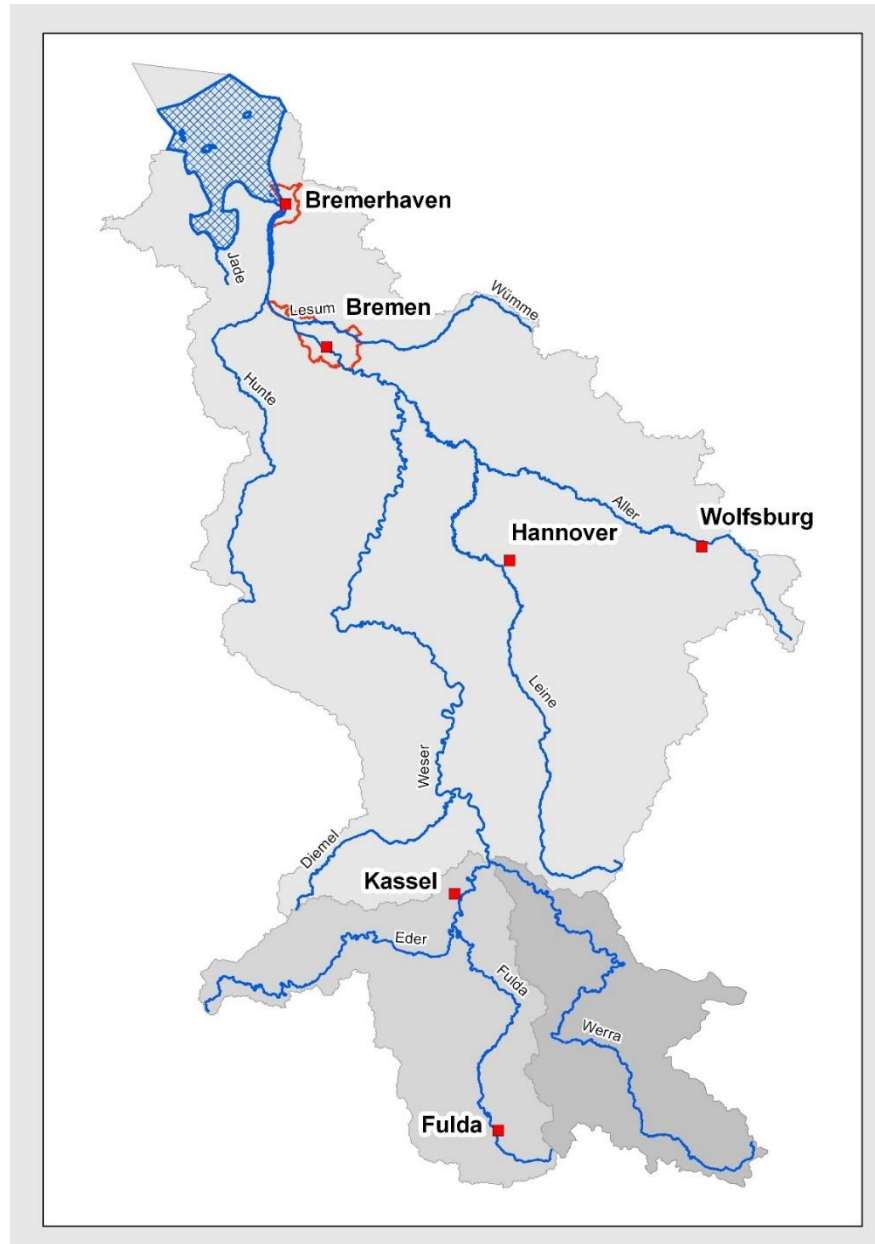 Bremerhaven
Jade
Lesum
Bremen
Wümme
Hunte
Aller
Wolfsburg
Hannover
Leine
Weser
Diemel
Kassel
Eder
Fulda
Werra
Fulda